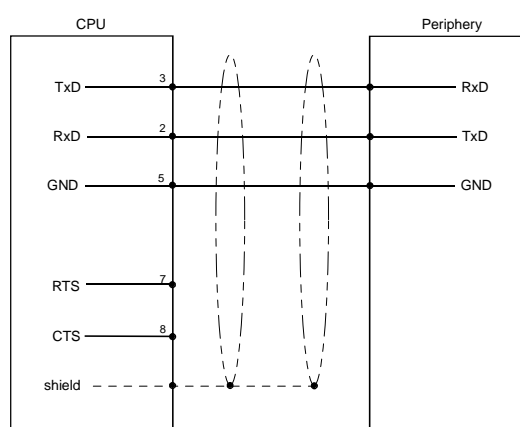 CPU Periphery
TxD 3 RxD
RxD 2 TxD
GND 5 GND
RTS 7
CTS 8
shield